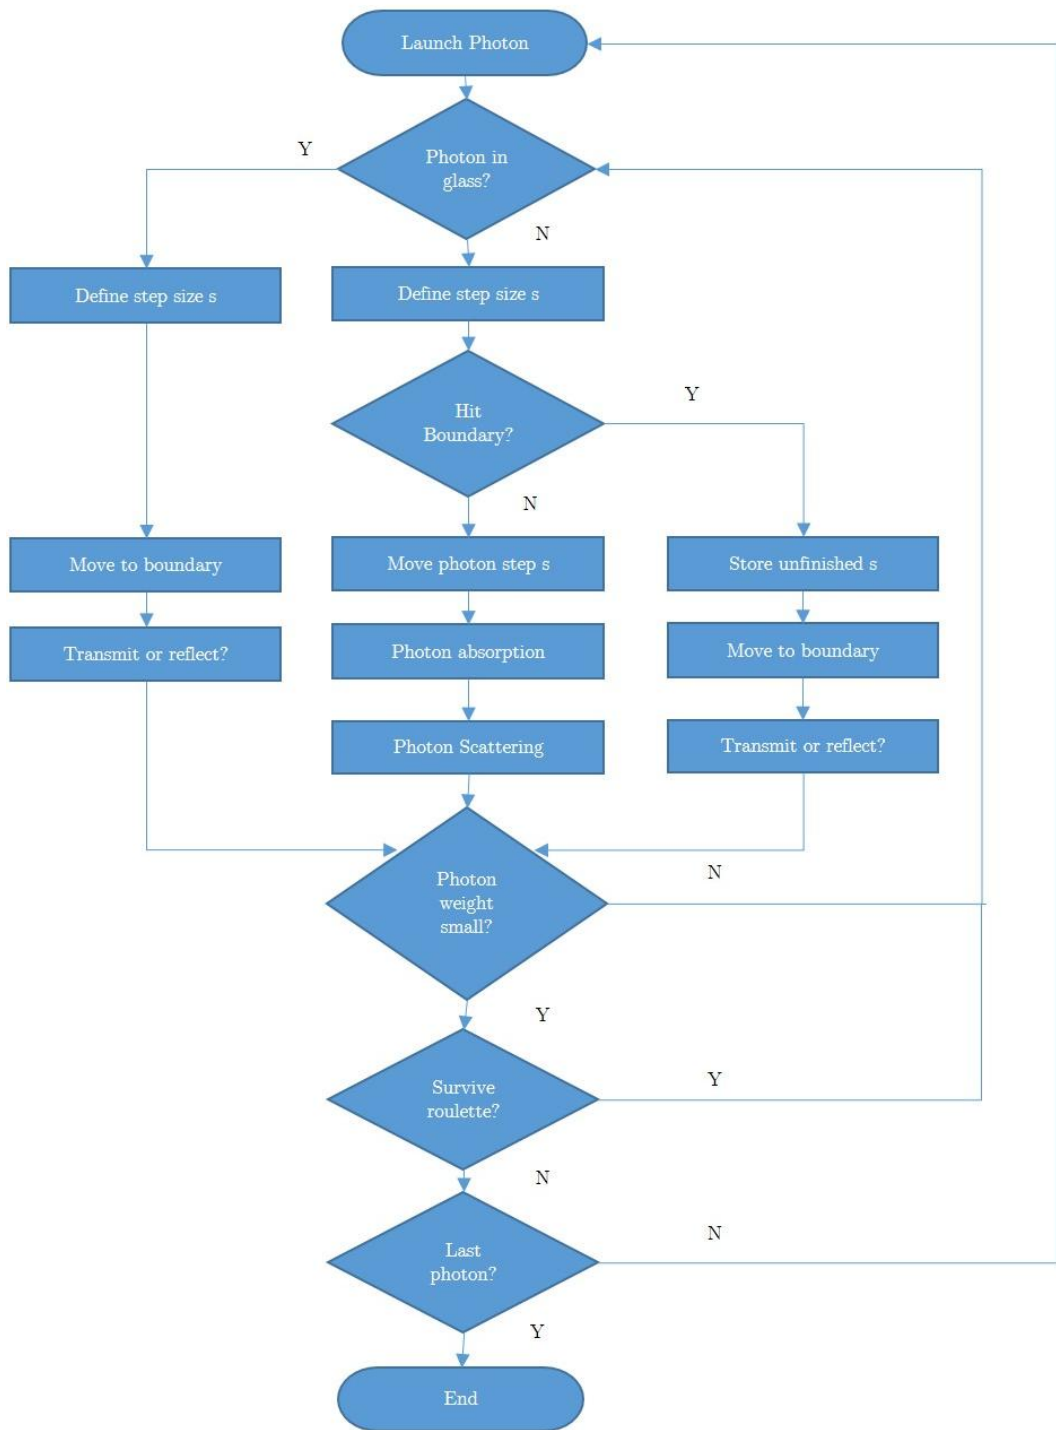 Launch Photon
Y
Photon in
glass?
N
Define step size s
Define step size s
Y
Hit
Boundary?
N
Move to boundary
Move photon step s
Store unfinished s
Transmit or reflect?
Photon absorption
Move to boundary
Photon Scattering
Transmit or reflect?
N
Photon
weight
small?
Y
Survive
roulette?
Y
N
Last
photon?
N
Y
End